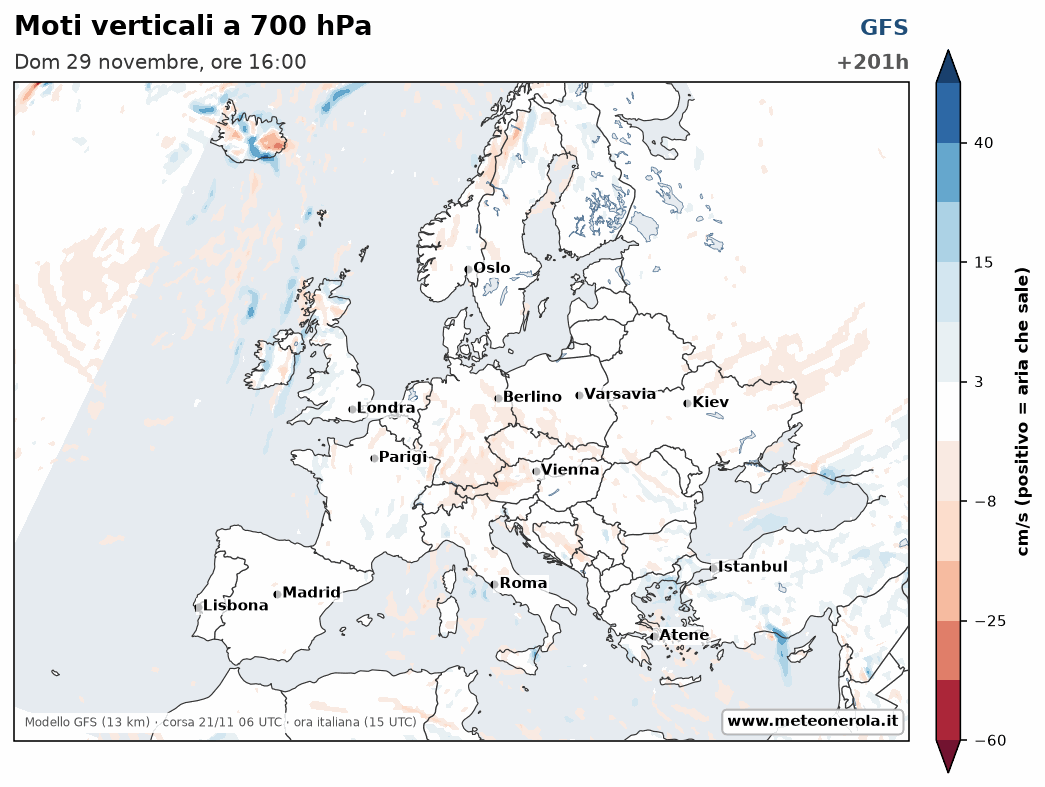 Moti verticali a 700 hPa
GFS
Dom 29 novembre, ore 16:00
+201h
40
15
3
−8
−25
−60
cm/s (positivo = aria che sale)
Oslo
Berlino
Varsavia
Kiev
Londra
Parigi
Vienna
Istanbul
Roma
Madrid
Lisbona
Atene
Modello GFS (13 km) · corsa 21/11 06 UTC · ora italiana (15 UTC)
www.meteonerola.it